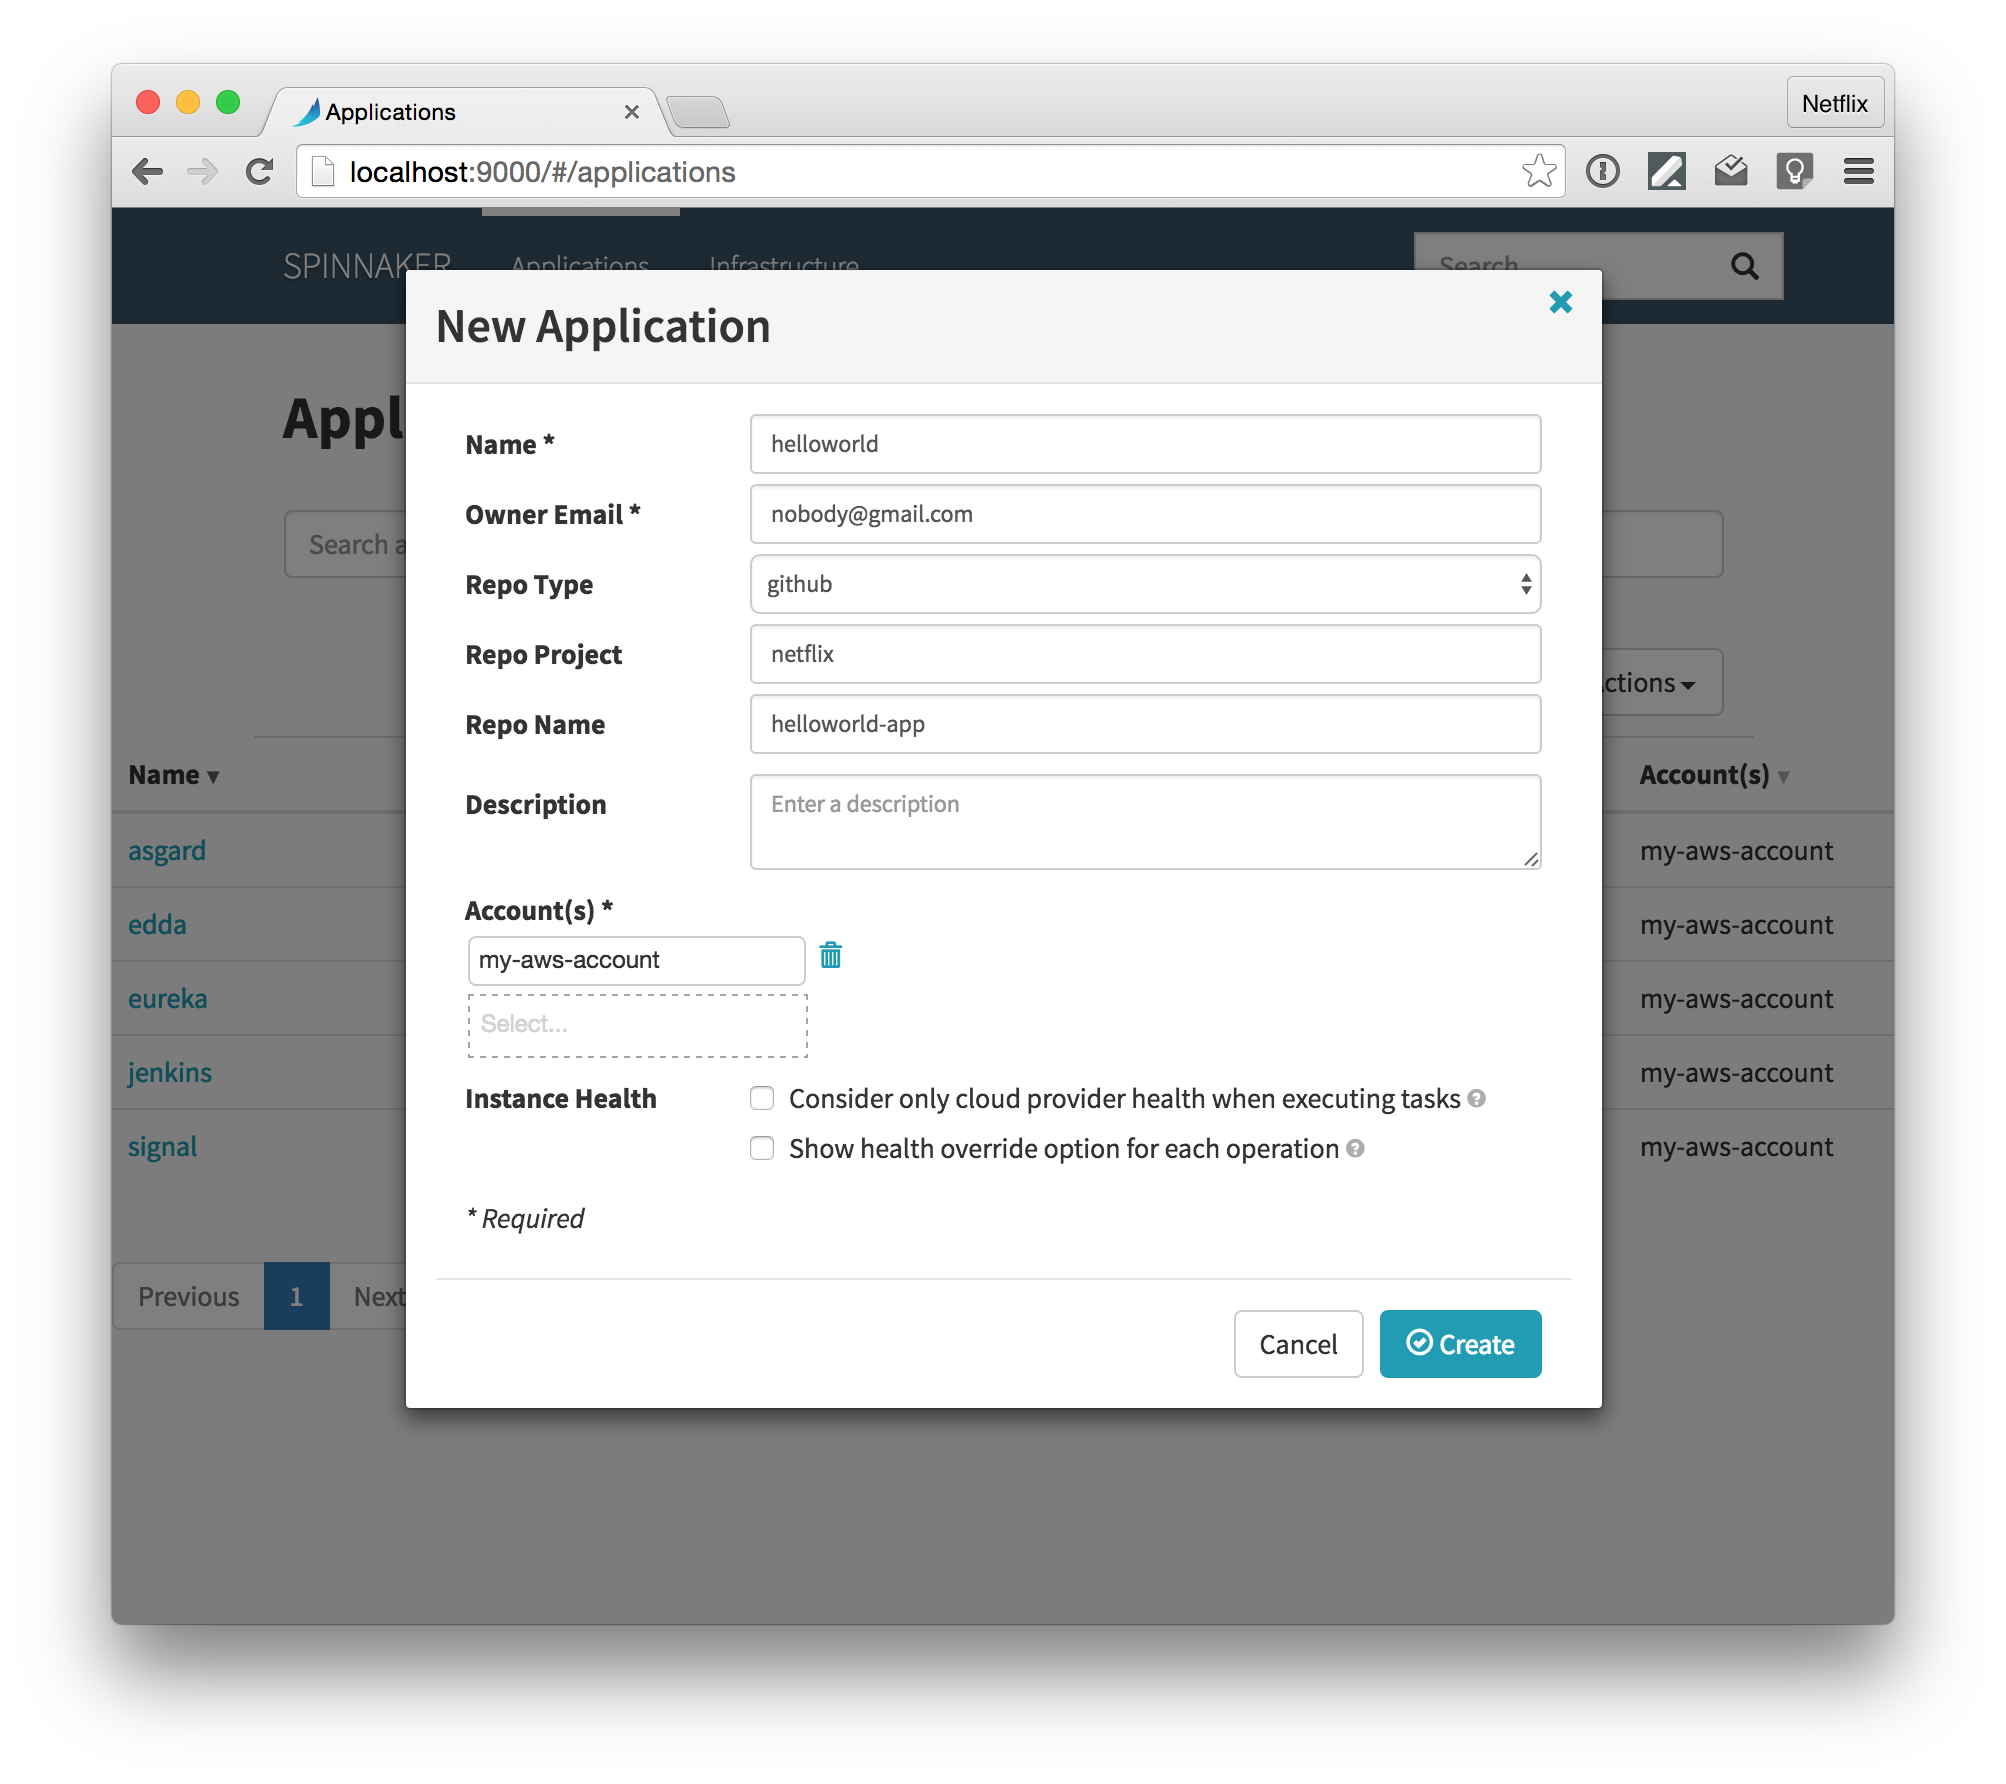 Applications
Netflix
localhost:9000/#/applications
SPINNAKER Applications Infrastructure Search
New Application
Name * helloworld
Owner Email * nobody@gmail.com
Search
Repo Type github
Repo Project netflix
Repo Name helloworld-app
Name Account(s)
Description Enter a description
asgard my-aws-account
Account(s) *
edda my-aws-account
my-aws-account
eureka my-aws-account
Select...
jenkins my-aws-account
Instance Health Consider only cloud provider health when executing tasks ?
signal my-aws-account
Show health override option for each operation ?
* Required
Previous 1 Next
Cancel Create